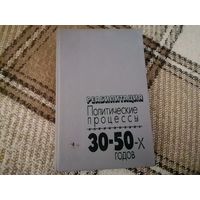 РЕАБИЛИТАЦИЯ
Политические
процессы
30-50-х
годов